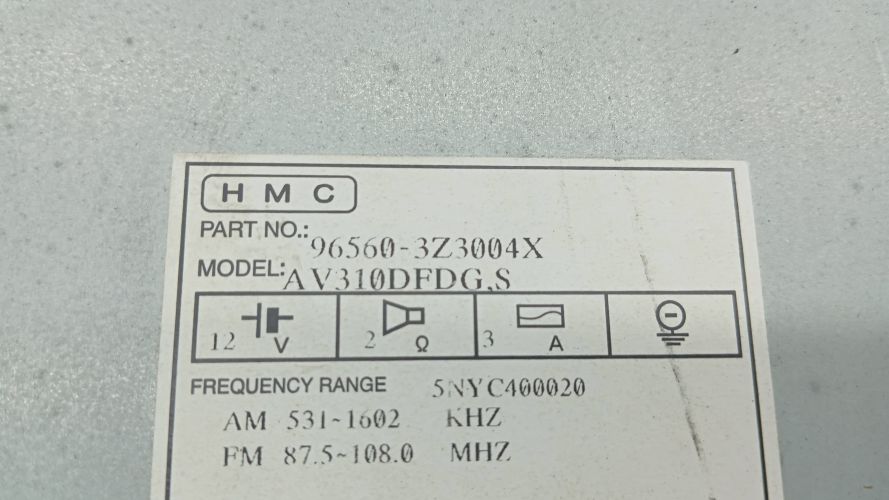 HMC
PART NO.: 96560-3Z3004X
MODEL: AV310DFDG,S
12 V 2 Ω 3 A
FREQUENCY RANGE 5NYC400020
AM 531~1602 KHZ
FM 87.5~108.0 MHZ